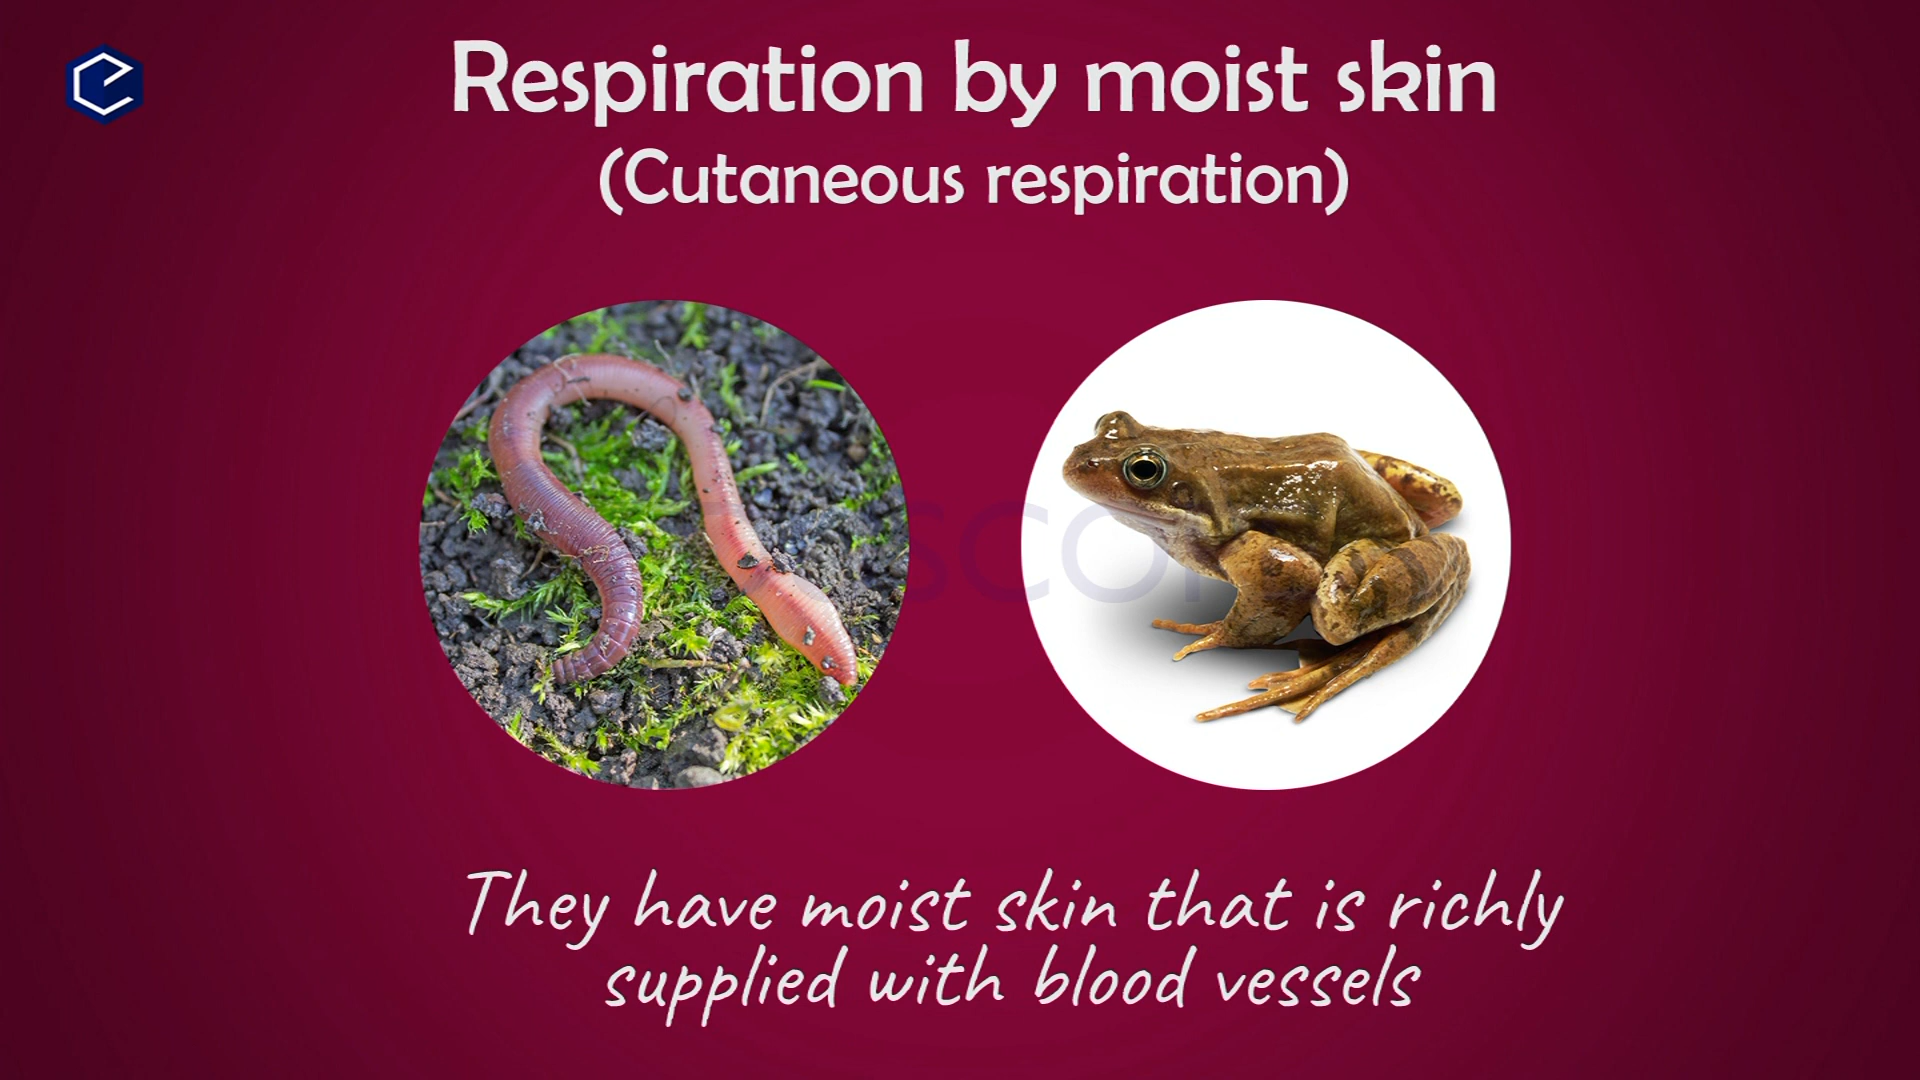 Respiration by moist skin
(Cutaneous respiration)
They have moist skin that is richly
supplied with blood vessels